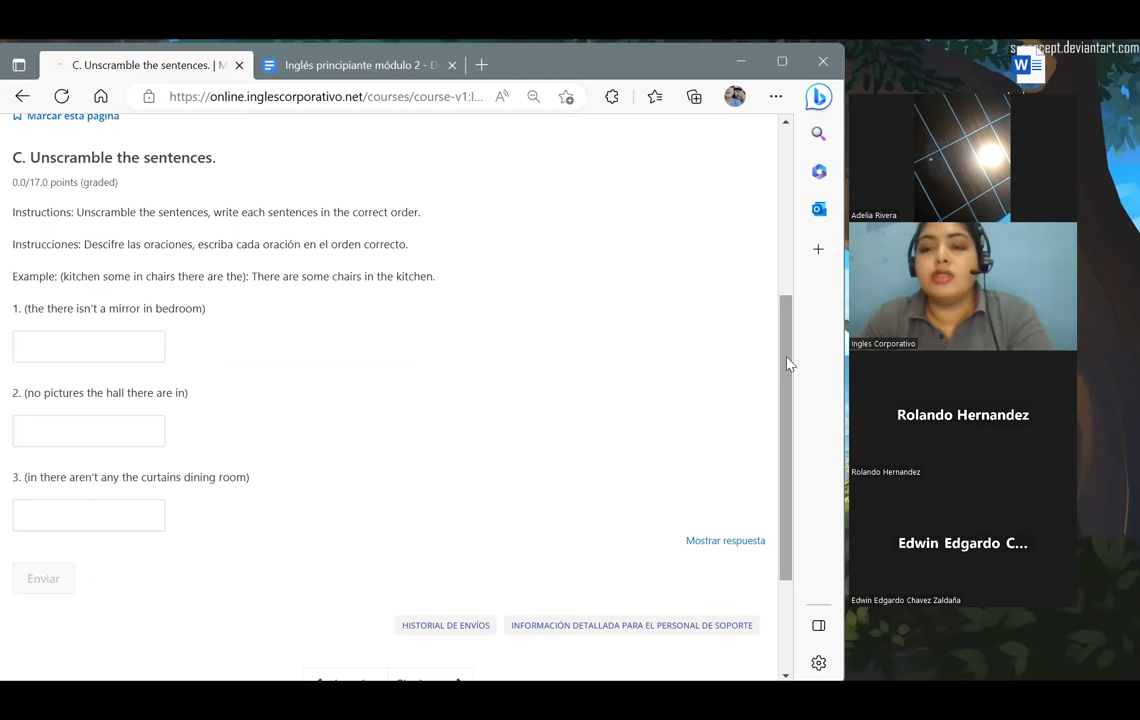 s-concept.deviantart.com
C. Unscramble the sentences. | M
Inglés principiante módulo 2 - D
https://online.inglescorporativo.net/courses/course-v1:I...
Marcar esta página
C. Unscramble the sentences.
0.0/17.0 points (graded)
Instructions: Unscramble the sentences, write each sentences in the correct order.
Instrucciones: Descifre las oraciones, escriba cada oración en el orden correcto.
Example: (kitchen some in chairs there are the): There are some chairs in the kitchen.
1. (the there isn't a mirror in bedroom)
2. (no pictures the hall there are in)
3. (in there aren't any the curtains dining room)
Mostrar respuesta
Enviar
HISTORIAL DE ENVÍOS
INFORMACIÓN DETALLADA PARA EL PERSONAL DE SOPORTE
W
Adelia Rivera
Ingles Corporativo
Rolando Hernandez
Rolando Hernandez
Edwin Edgardo C...
Edwin Edgardo Chavez Zaldaña